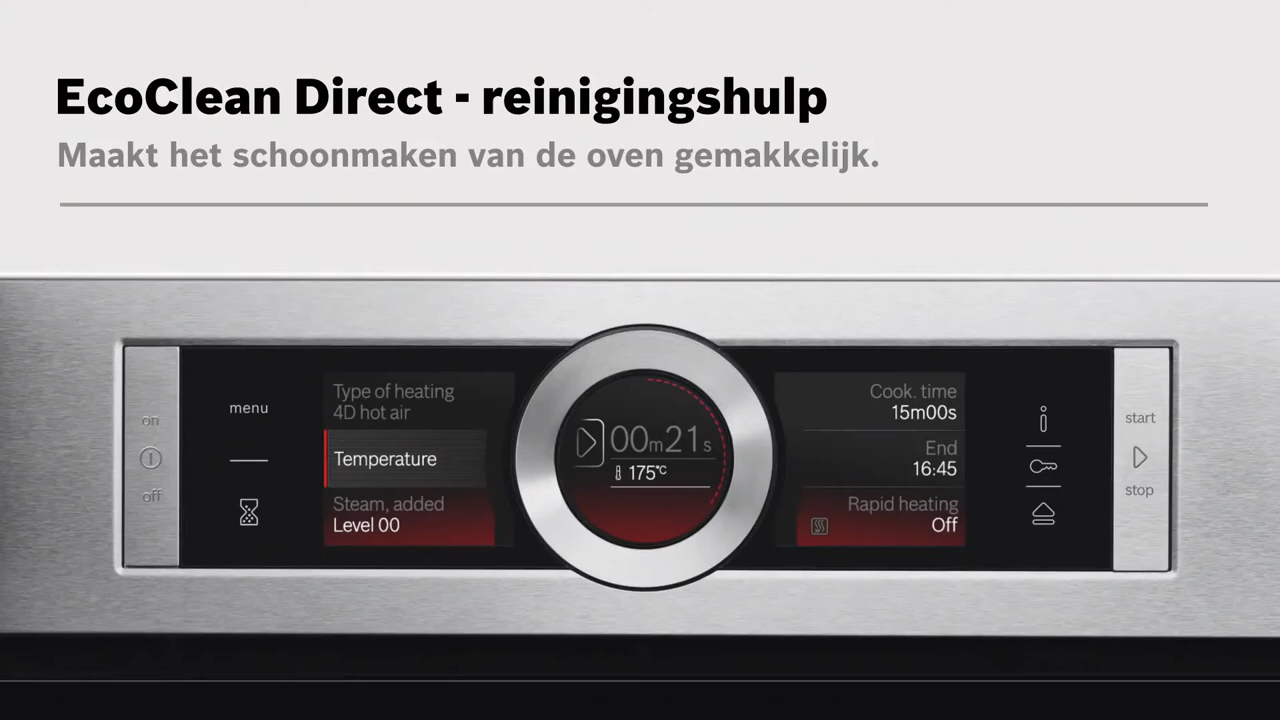 EcoClean Direct - reinigingshulp
Maakt het schoonmaken van de oven gemakkelijk.
on
off
menu
Type of heating
4D hot air
Temperature
Steam, added
Level 00
00m21s
175°C
Cook. time
15m00s
End
16:45
Rapid heating
Off
start
stop